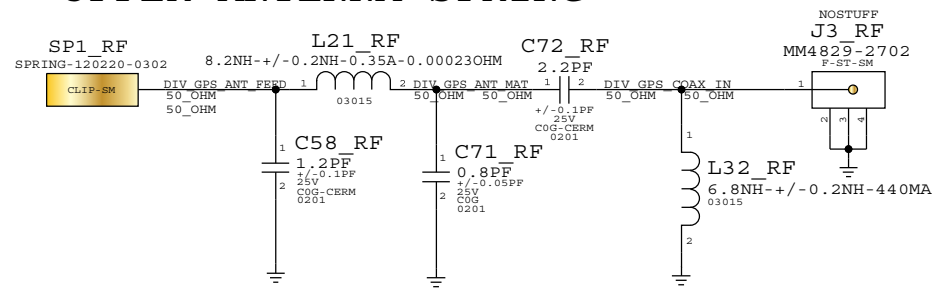 NOSTUFF
J3_RF
MM4829-2702
F-ST-SM
SP1_RF
SPRING-120220-0302
CLIP-SM
L21_RF
8.2NH-+/-0.2NH-0.35A-0.00023OHM
03015
C72_RF
2.2PF
+/-0.1PF
25V
C0G-CERM
0201
DIV_GPS_ANT_FEED
50_OHM
50_OHM
1
2
DIV_GPS_ANT_MAT
50_OHM
50_OHM
1
2
DIV_GPS_COAX_IN
50_OHM
50_OHM
1
2
3
4
1
C58_RF
1.2PF
+/-0.1PF
25V
C0G-CERM
0201
2
1
C71_RF
0.8PF
+/-0.05PF
25V
C0G
0201
2
1
L32_RF
6.8NH-+/-0.2NH-440MA
03015
2